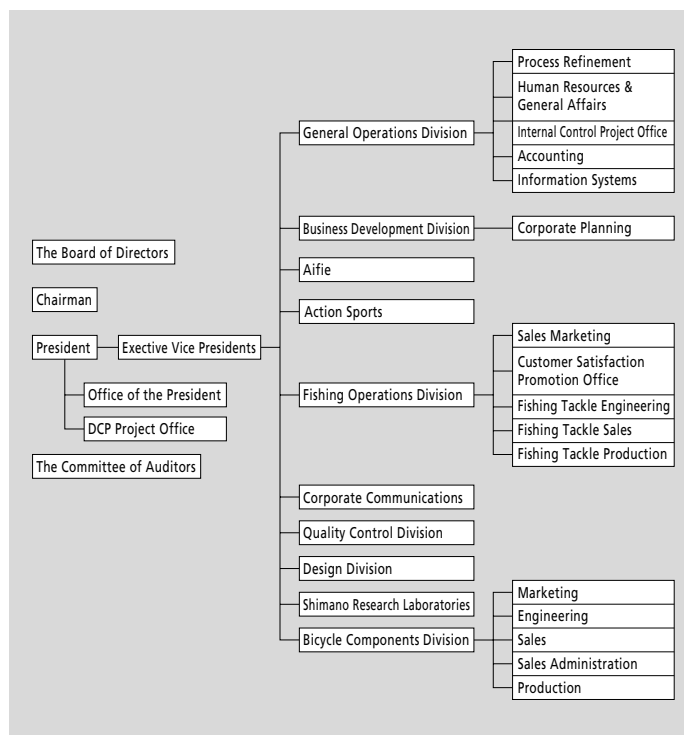 The Board of Directors
Chairman
President
Exective Vice Presidents
Office of the President
DCP Project Office
The Committee of Auditors
General Operations Division
Process Refinement
Human Resources &
General Affairs
Internal Control Project Office
Accounting
Information Systems
Business Development Division
Corporate Planning
Aifie
Action Sports
Fishing Operations Division
Sales Marketing
Customer Satisfaction
Promotion Office
Fishing Tackle Engineering
Fishing Tackle Sales
Fishing Tackle Production
Corporate Communications
Quality Control Division
Design Division
Shimano Research Laboratories
Bicycle Components Division
Marketing
Engineering
Sales
Sales Administration
Production